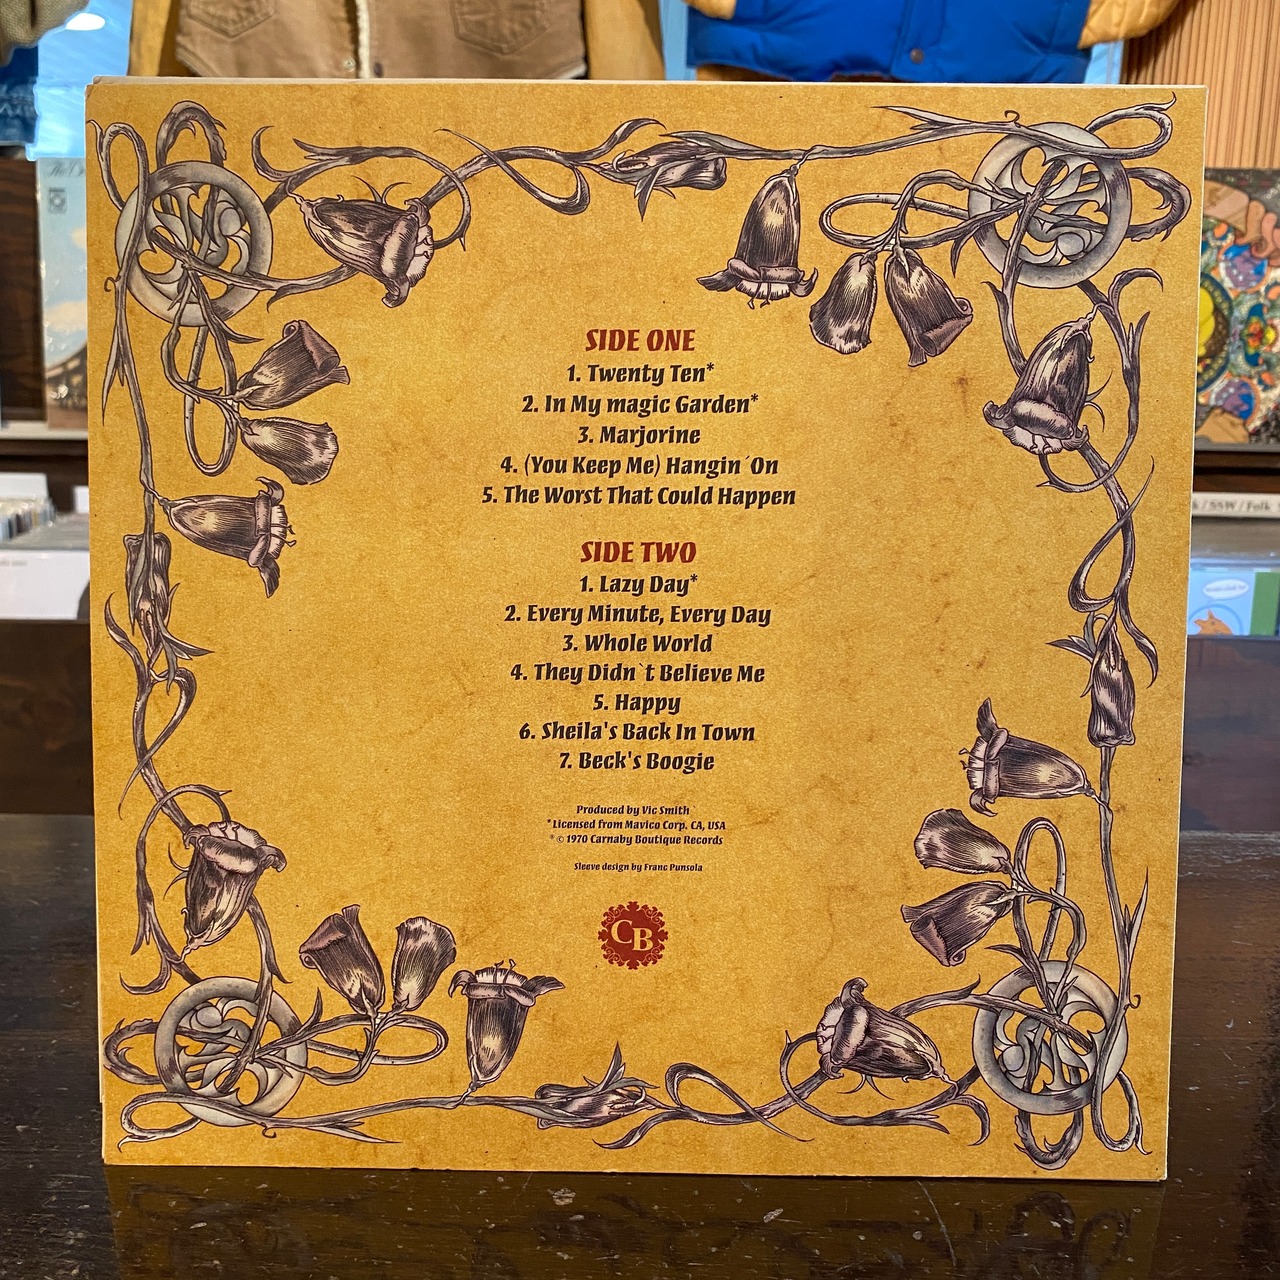 SIDE ONE
1. Twenty Ten*
2. In My magic Garden*
3. Marjorine
4. (You Keep Me) Hangin´On
5. The Worst That Could Happen
SIDE TWO
1. Lazy Day*
2. Every Minute, Every Day
3. Whole World
4. They Didn`t Believe Me
5. Happy
6. Sheila's Back In Town
7. Beck's Boogie
Produced by Vic Smith
*Licensed from Mavico Corp. CA, USA
* © 1970 Carnaby Boutique Records
Sleeve design by Franc Punsola
CB
/ SSW / Folk